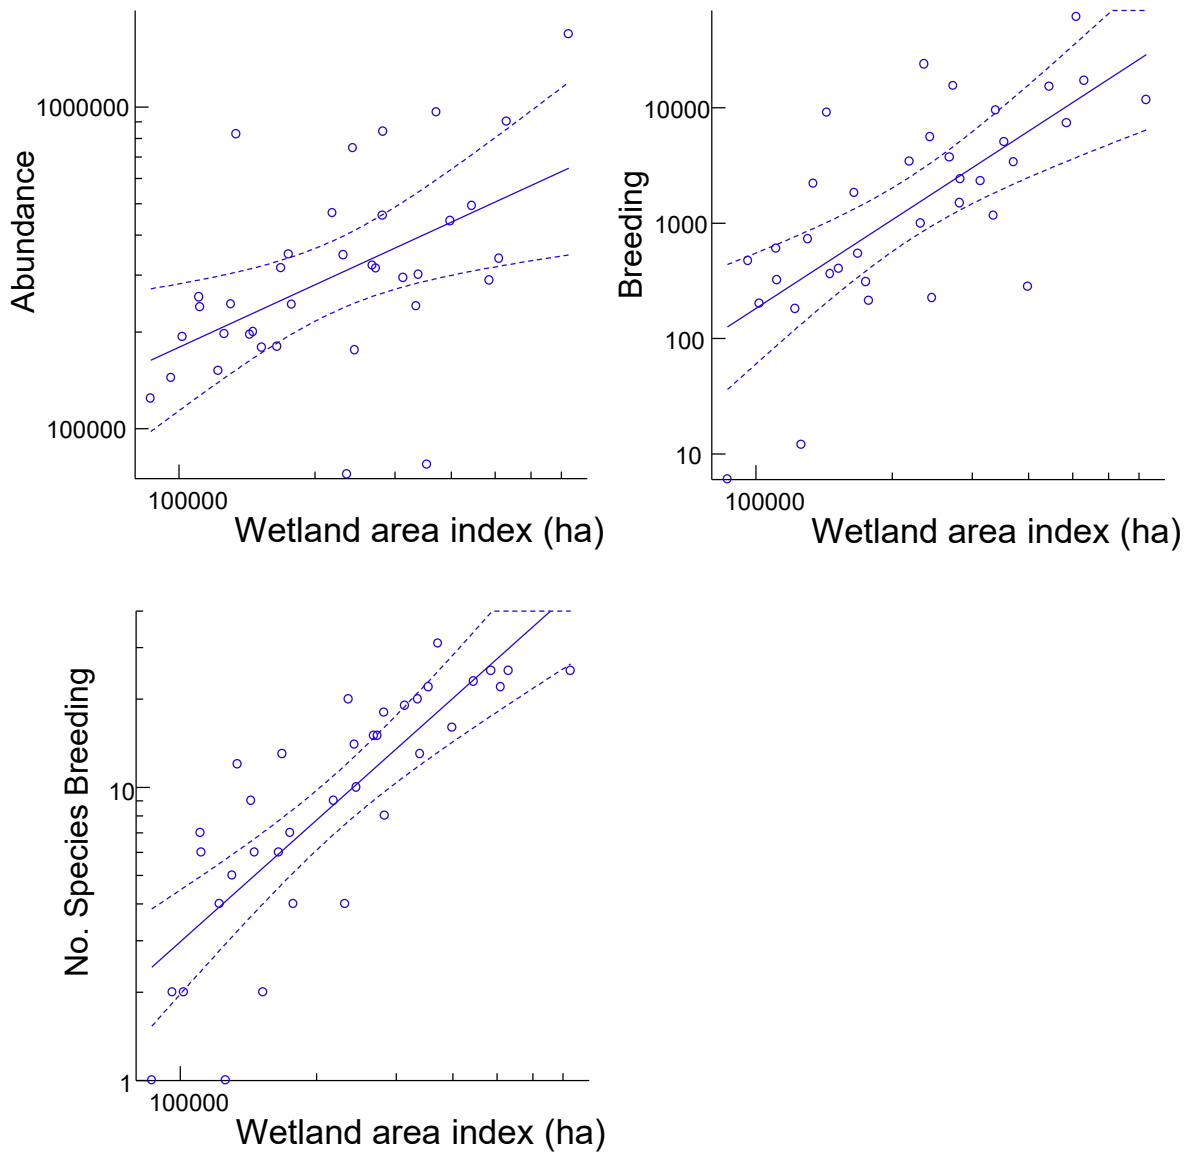 Abundance
1000000
100000
100000
Wetland area index (ha)
Breeding
10000
1000
100
10
100000
Wetland area index (ha)
No. Species Breeding
10
1
100000
Wetland area index (ha)